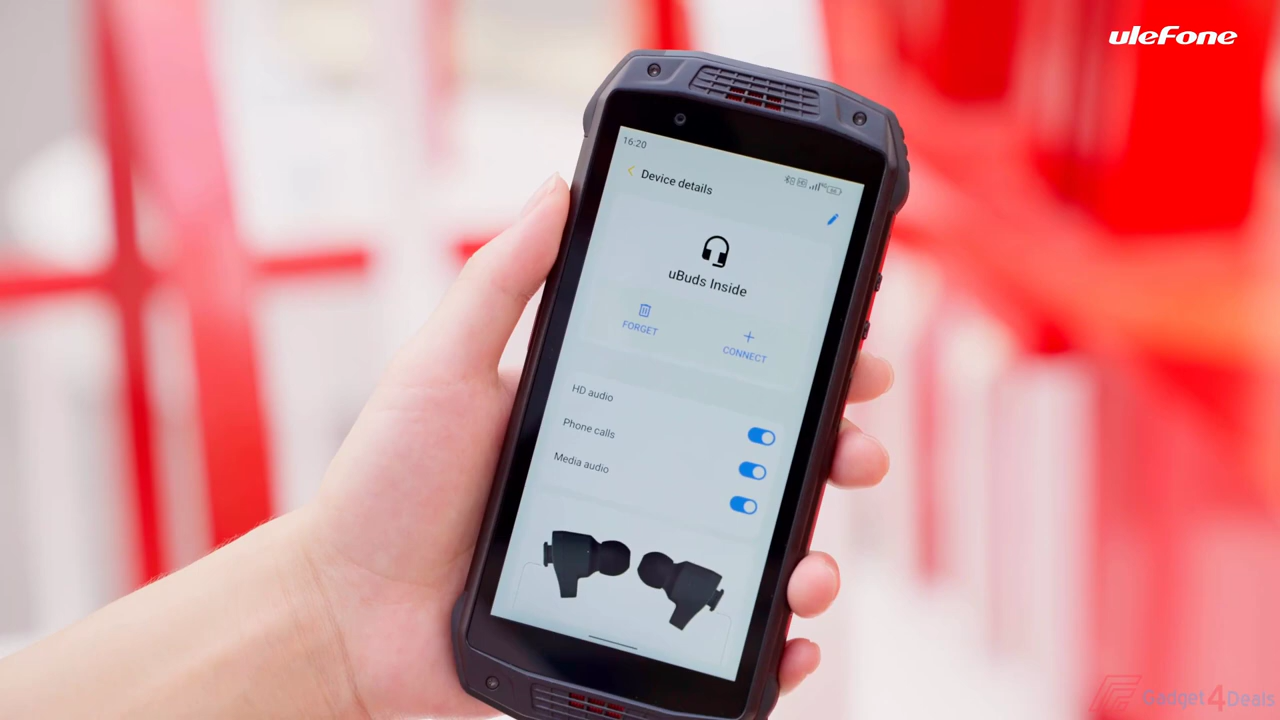 uleFone
16:20
Device details
uBuds Inside
FORGET
CONNECT
HD audio
Phone calls
Media audio
Gadget4Deals